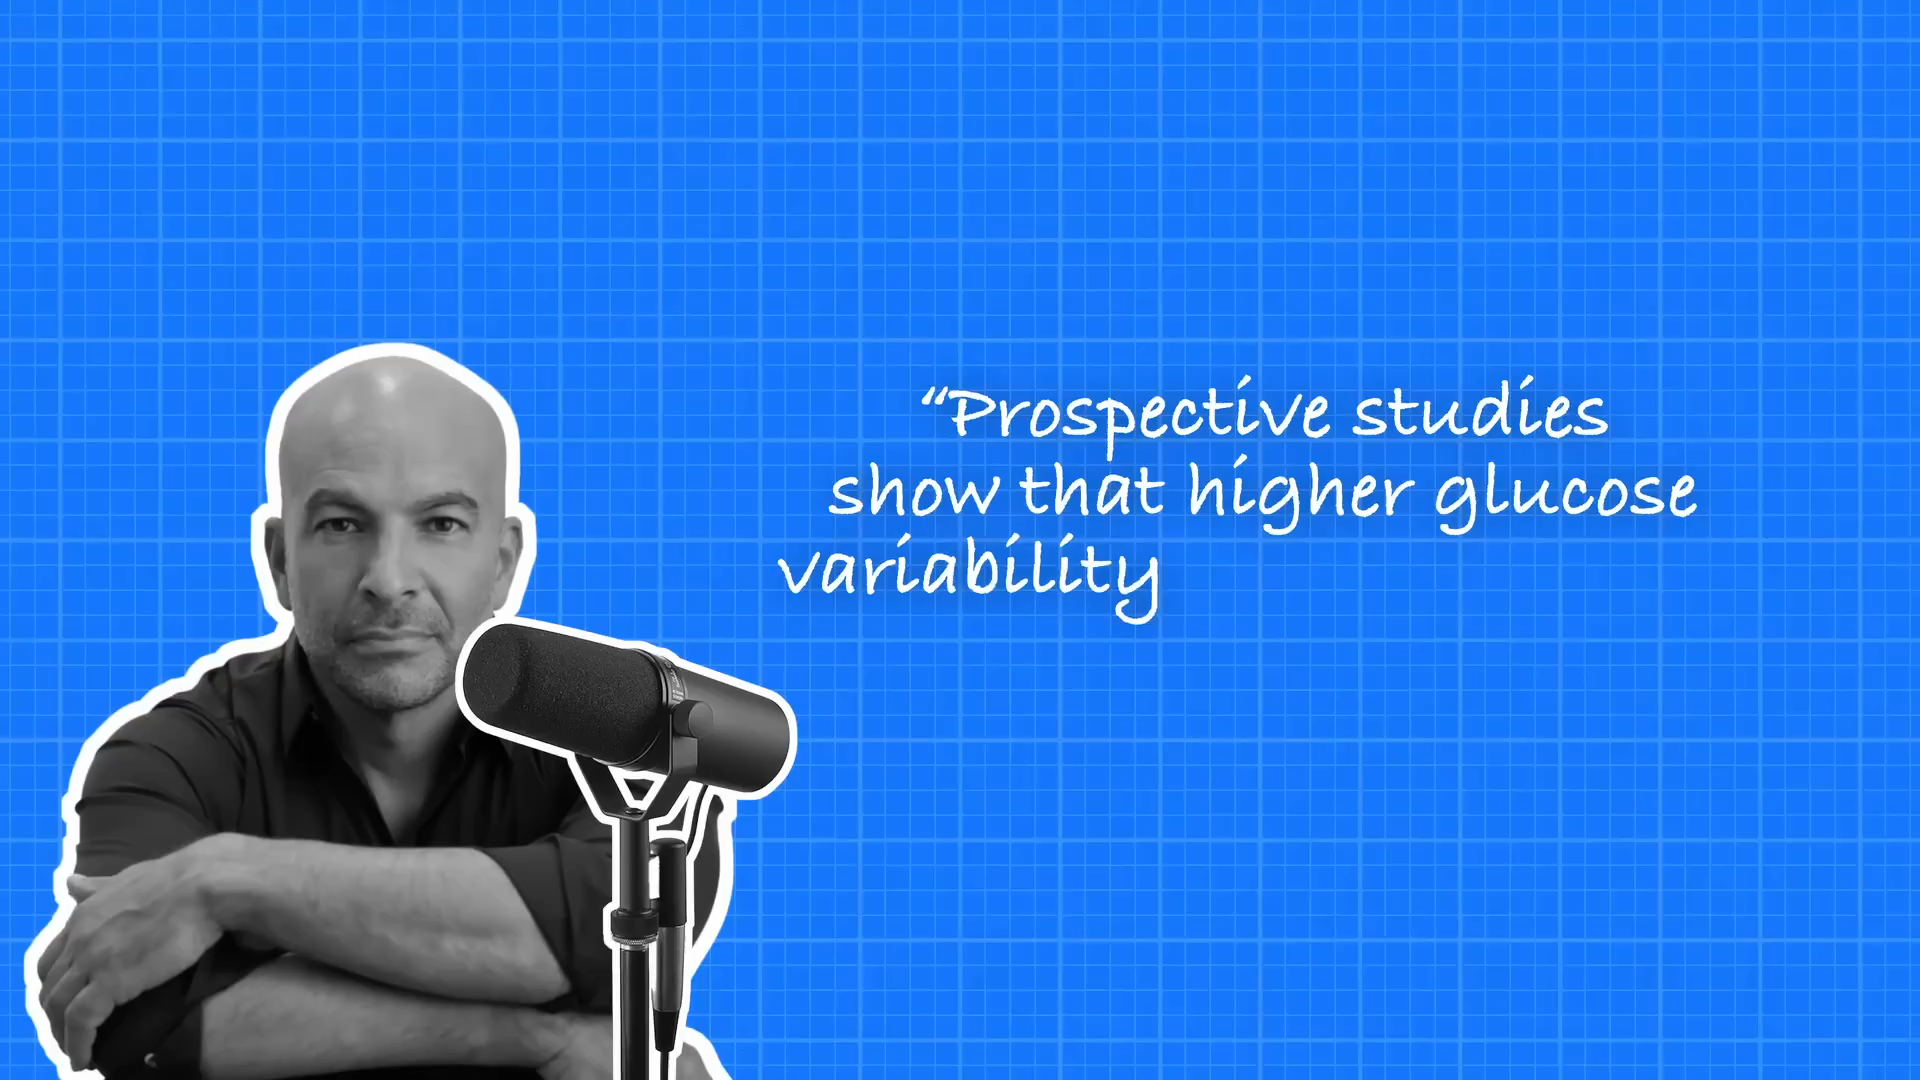 “Prospective studies
show that higher glucose
variability